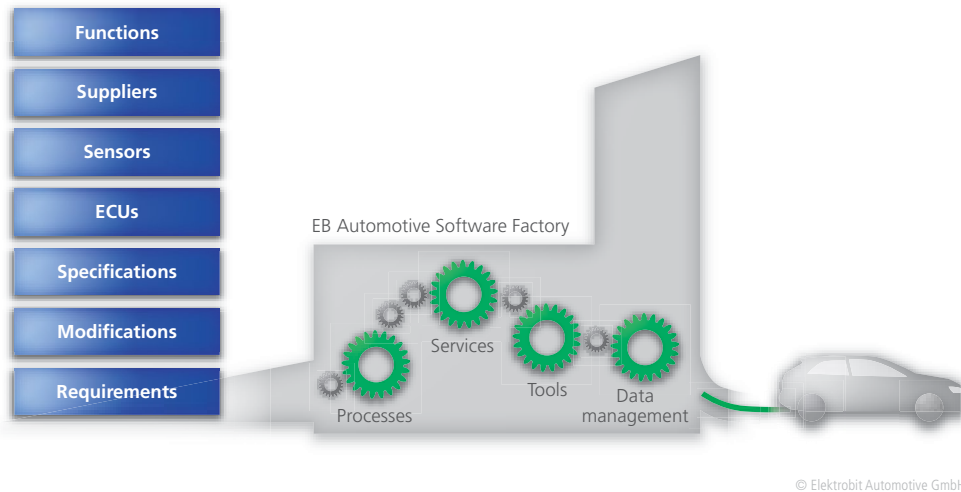 Functions
Suppliers
Sensors
ECUs
Specifications
Modifications
Requirements
EB Automotive Software Factory
Services
Processes
Tools
Data
management
© Elektrobit Automotive GmbH